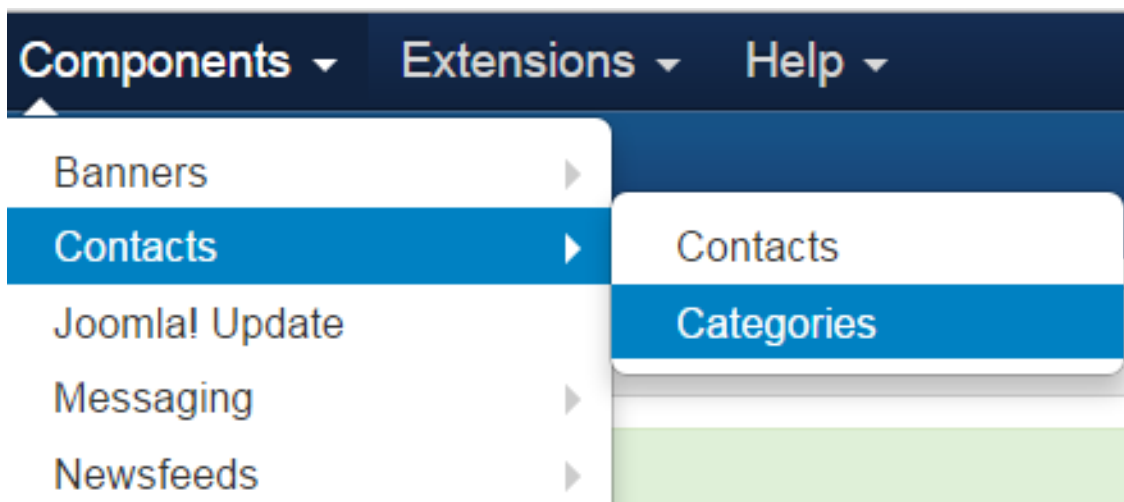 Components Extensions Help
Banners
Contacts Contacts
Joomla! Update Categories
Messaging
Newsfeeds